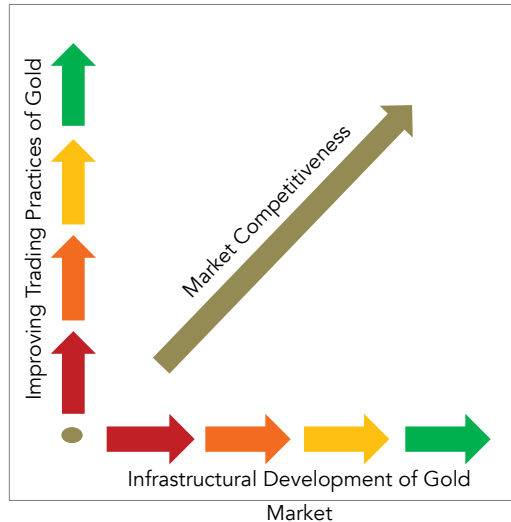 Improving Trading Practices of Gold
Market Competitiveness
Infrastructural Development of Gold
Market